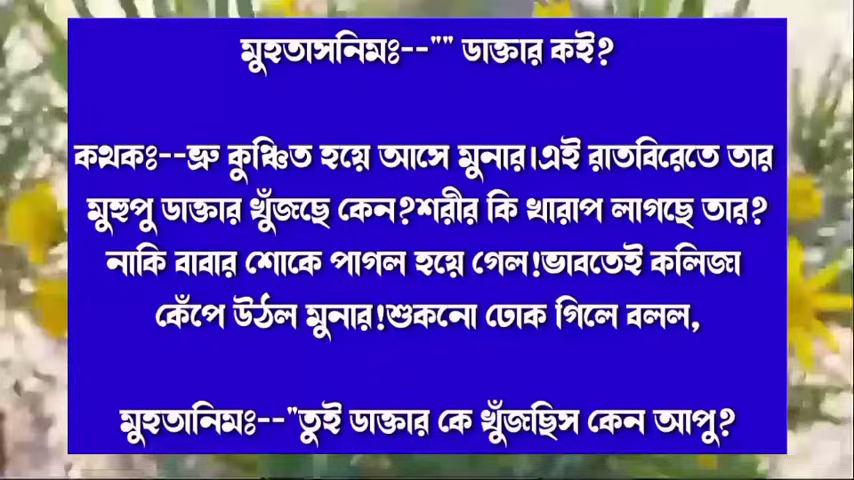 মুহতাসনিমঃ--"" ডাক্তার কই?
কথকঃ--ভ্রু কুঞ্চিত হয়ে আসে মুনার।এই রাতবিরেতে তার
মুহুপু ডাক্তার খুঁজছে কেন?শরীর কি খারাপ লাগছে তার?
নাকি বাবার শোকে পাগল হয়ে গেল!ভাবতেই কলিজা
কেঁপে উঠল মুনার!শুকনো ঢোক গিলে বলল,
মুহতানিমঃ--"তুই ডাক্তার কে খুঁজছিস কেন আপু?